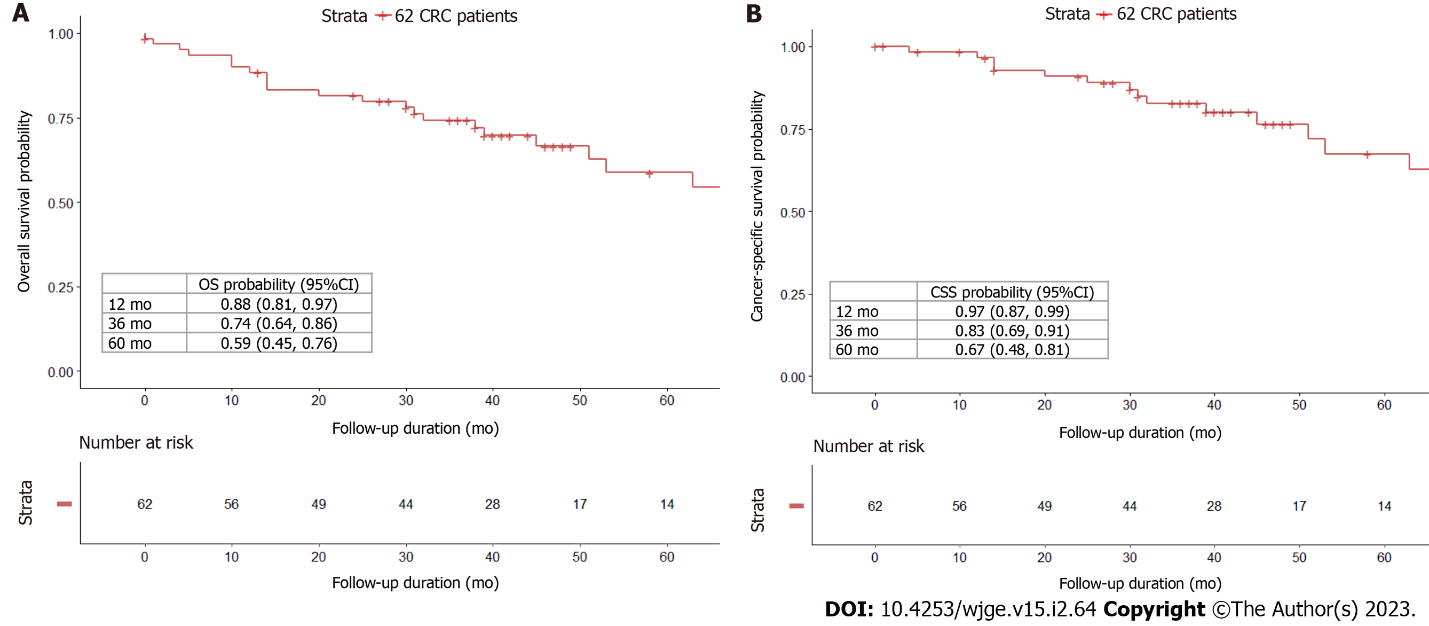 A
Strata 62 CRC patients
Overall survival probability
1.00
0.75
0.50
0.25
0.00
OS probability (95%CI)
12 mo 0.88 (0.81, 0.97)
36 mo 0.74 (0.64, 0.86)
60 mo 0.59 (0.45, 0.76)
0 10 20 30 40 50 60
Follow-up duration (mo)
Number at risk
Strata
62 56 49 44 28 17 14
0 10 20 30 40 50 60
Follow-up duration (mo)
B
Strata 62 CRC patients
Cancer-specific survival probability
1.00
0.75
0.50
0.25
0.00
CSS probability (95%CI)
12 mo 0.97 (0.87, 0.99)
36 mo 0.83 (0.69, 0.91)
60 mo 0.67 (0.48, 0.81)
0 10 20 30 40 50 60
Follow-up duration (mo)
Number at risk
Strata
62 56 49 44 28 17 14
0 10 20 30 40 50 60
Follow-up duration (mo)
DOI: 10.4253/wjge.v15.i2.64 Copyright ©The Author(s) 2023.